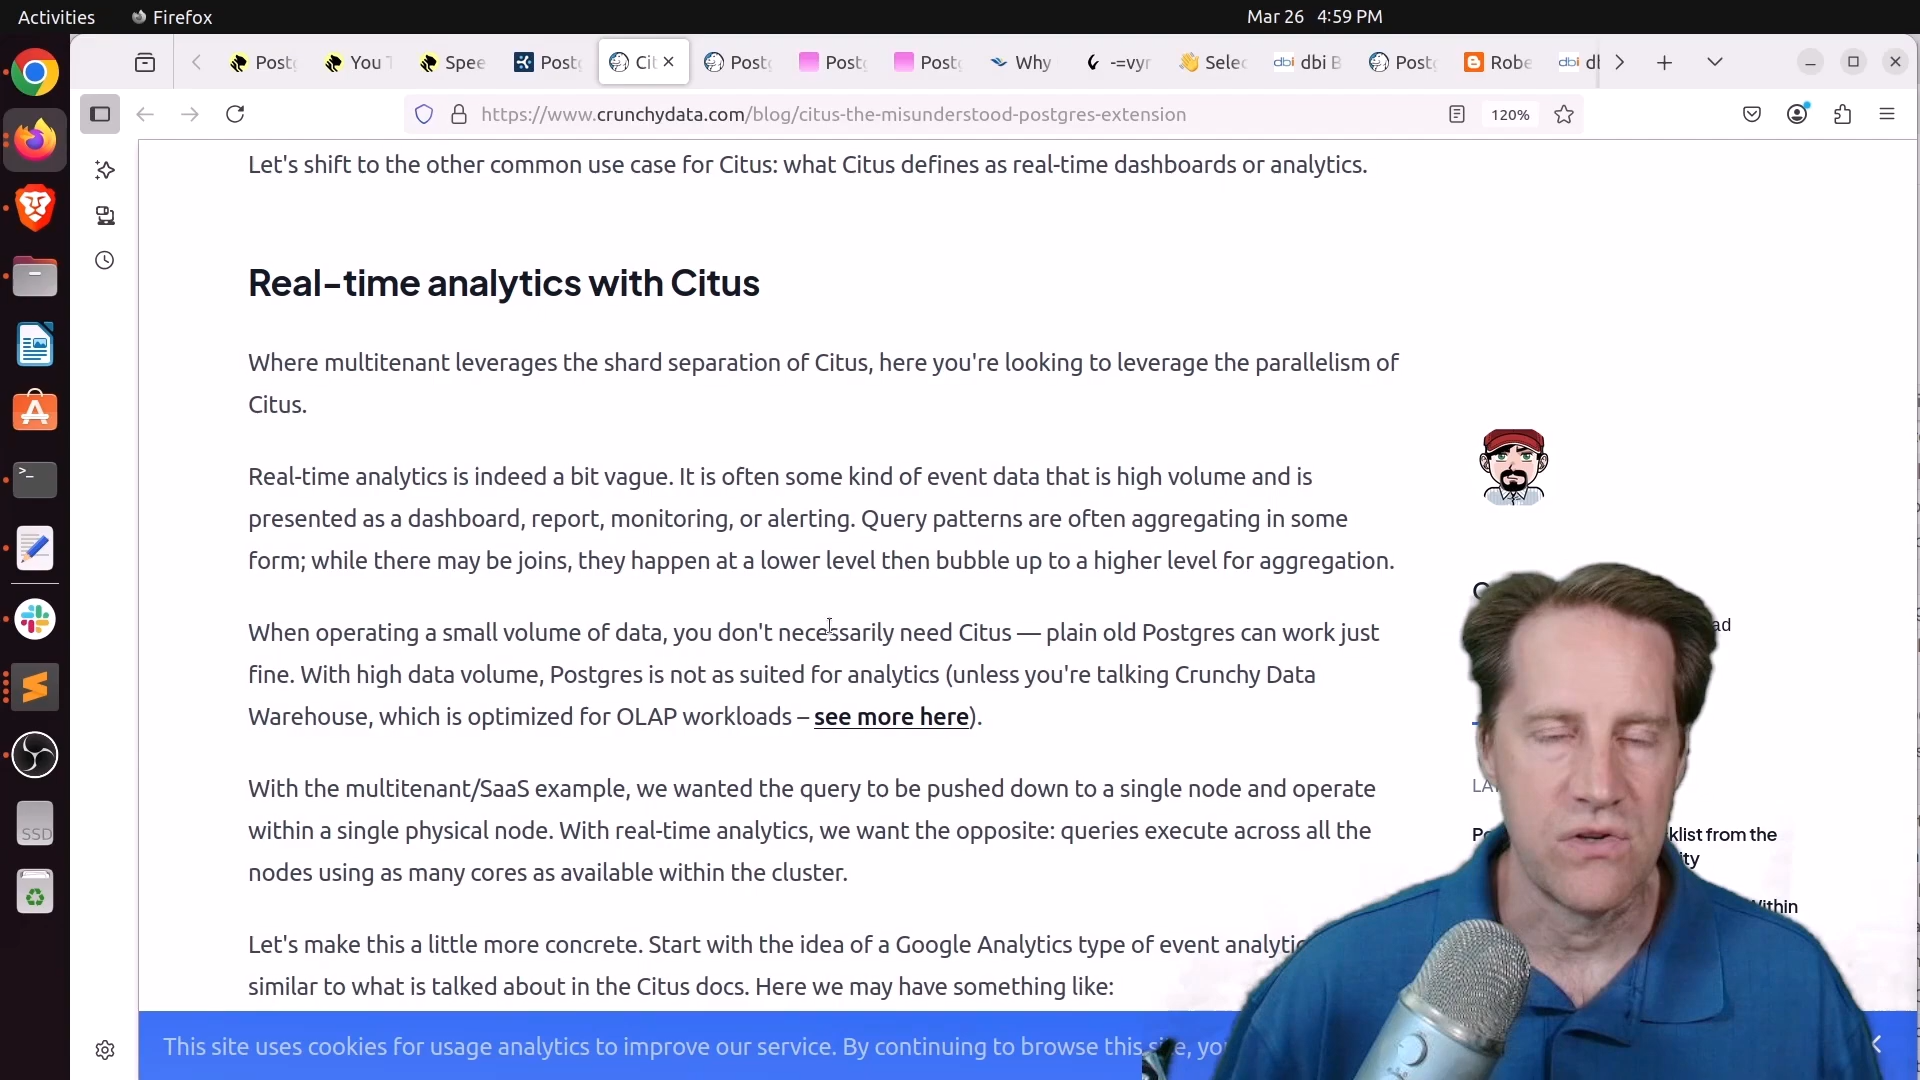 Activities
Firefox
Mar 26 4:59 PM
Postg
You T
Spee
Postg
Cit
Postg
Postg
Postg
Why
-=vyr
Selec
dbi dbi B
Postg
Robe
dbi
https://www.crunchydata.com/blog/citus-the-misunderstood-postgres-extension
120%
Let's shift to the other common use case for Citus: what Citus defines as real-time dashboards or analytics.
Real-time analytics with Citus
Where multitenant leverages the shard separation of Citus, here you're looking to leverage the parallelism of
Citus.
Real-time analytics is indeed a bit vague. It is often some kind of event data that is high volume and is
presented as a dashboard, report, monitoring, or alerting. Query patterns are often aggregating in some
form; while there may be joins, they happen at a lower level then bubble up to a higher level for aggregation.
When operating a small volume of data, you don't necessarily need Citus — plain old Postgres can work just
fine. With high data volume, Postgres is not as suited for analytics (unless you're talking Crunchy Data
Warehouse, which is optimized for OLAP workloads – see more here).
With the multitenant/SaaS example, we wanted the query to be pushed down to a single node and operate
within a single physical node. With real-time analytics, we want the opposite: queries execute across all the
nodes using as many cores as available within the cluster.
Let's make this a little more concrete. Start with the idea of a Google Analytics type of event
similar to what is talked about in the Citus docs. Here we may have something like:
from the
This site uses cookies for usage analytics to improve our service. By continuing to browse this
SSD